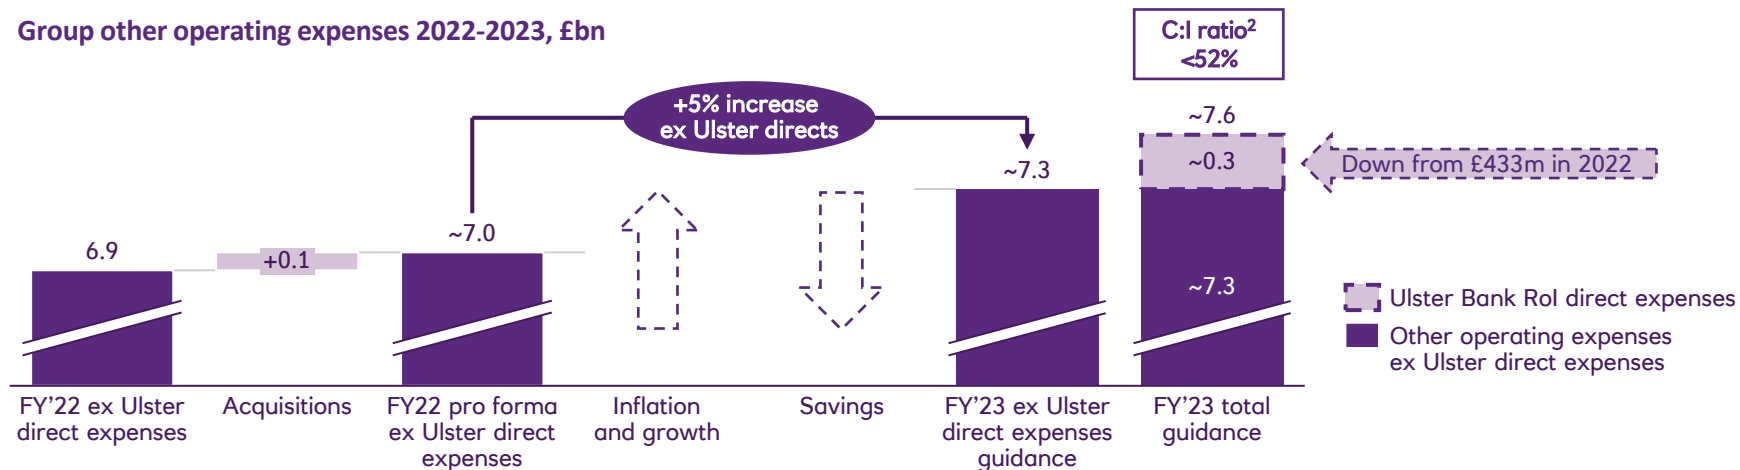 Group other operating expenses 2022-2023, £bn
C:I ratio²
<52%
+5% increase
ex Ulster directs
~7.6
~0.3
Down from £433m in 2022
~7.3
6.9
+0.1
~7.0
~7.3
Ulster Bank RoI direct expenses
Other operating expenses
ex Ulster direct expenses
FY'22 ex Ulster
direct expenses
Acquisitions
FY22 pro forma
ex Ulster direct
expenses
Inflation
and growth
Savings
FY'23 ex Ulster
direct expenses
guidance
FY'23 total
guidance